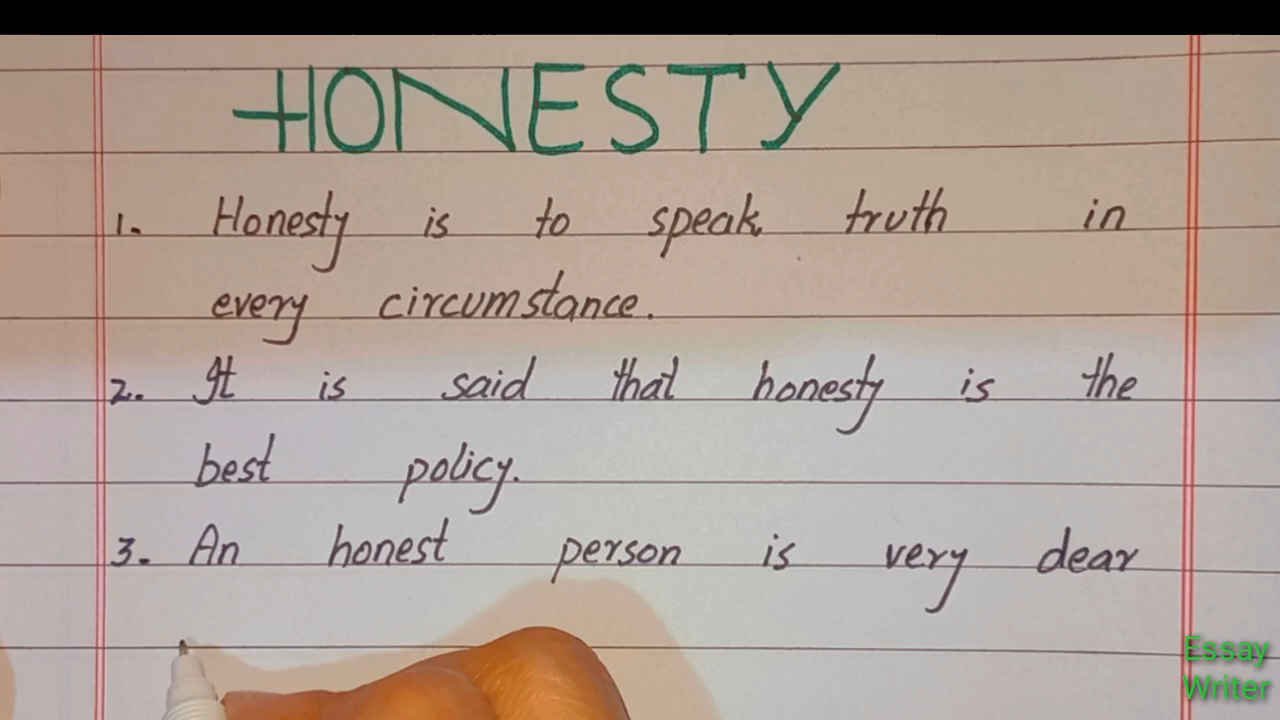 HONESTY
1. Honesty is to speak truth in
every circumstance.
2. It is said that honesty is the
best policy.
3. An honest person is very dear
Essay
Writer